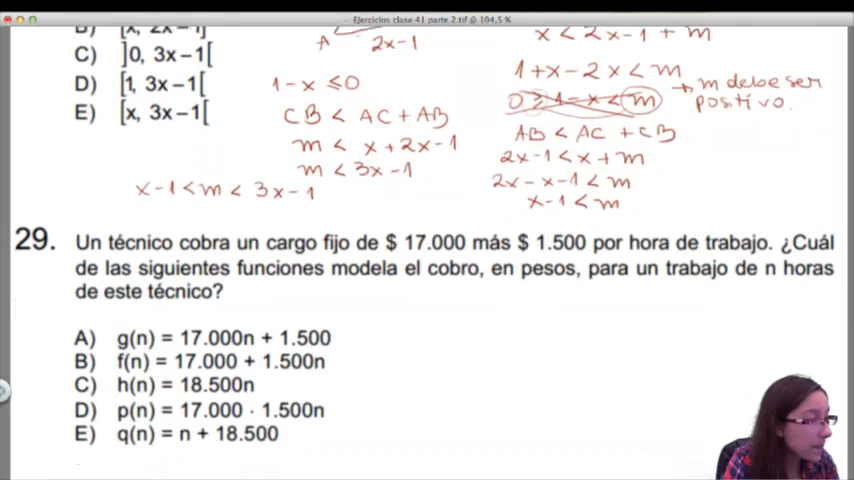 Ejercicios clase 41 parte 2.tif @ 104,5 %
B) [x, 2x-1]
C) ]0, 3x-1[
D) [1, 3x-1[
E) [x, 3x-1[
A
2x-1
1-x ≤0
CB < AC + AB
m < x+2x-1
m < 3x-1
x-1 < m < 3x-1
x < 2x-1 + m
1+x-2x < m
0 ≥ 1-x < m → m debe ser
positivo.
AB < AC + CB
2x-1 < x + m
2x-x-1 < m
x-1 < m
29. Un técnico cobra un cargo fijo de $ 17.000 más $ 1.500 por hora de trabajo. ¿Cuál
de las siguientes funciones modela el cobro, en pesos, para un trabajo de n horas
de este técnico?
A) g(n) = 17.000n + 1.500
B) f(n) = 17.000 + 1.500n
C) h(n) = 18.500n
D) p(n) = 17.000 · 1.500n
E) q(n) = n + 18.500